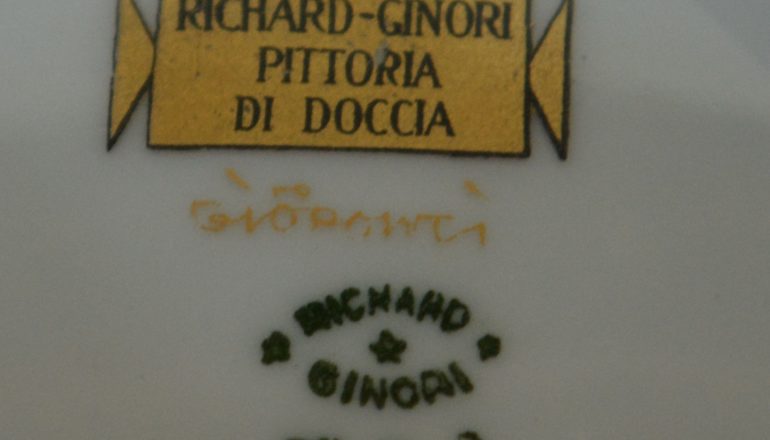 RICHARD-GINORI
PITTORIA
DI DOCCIA
RICHARD
GINORI